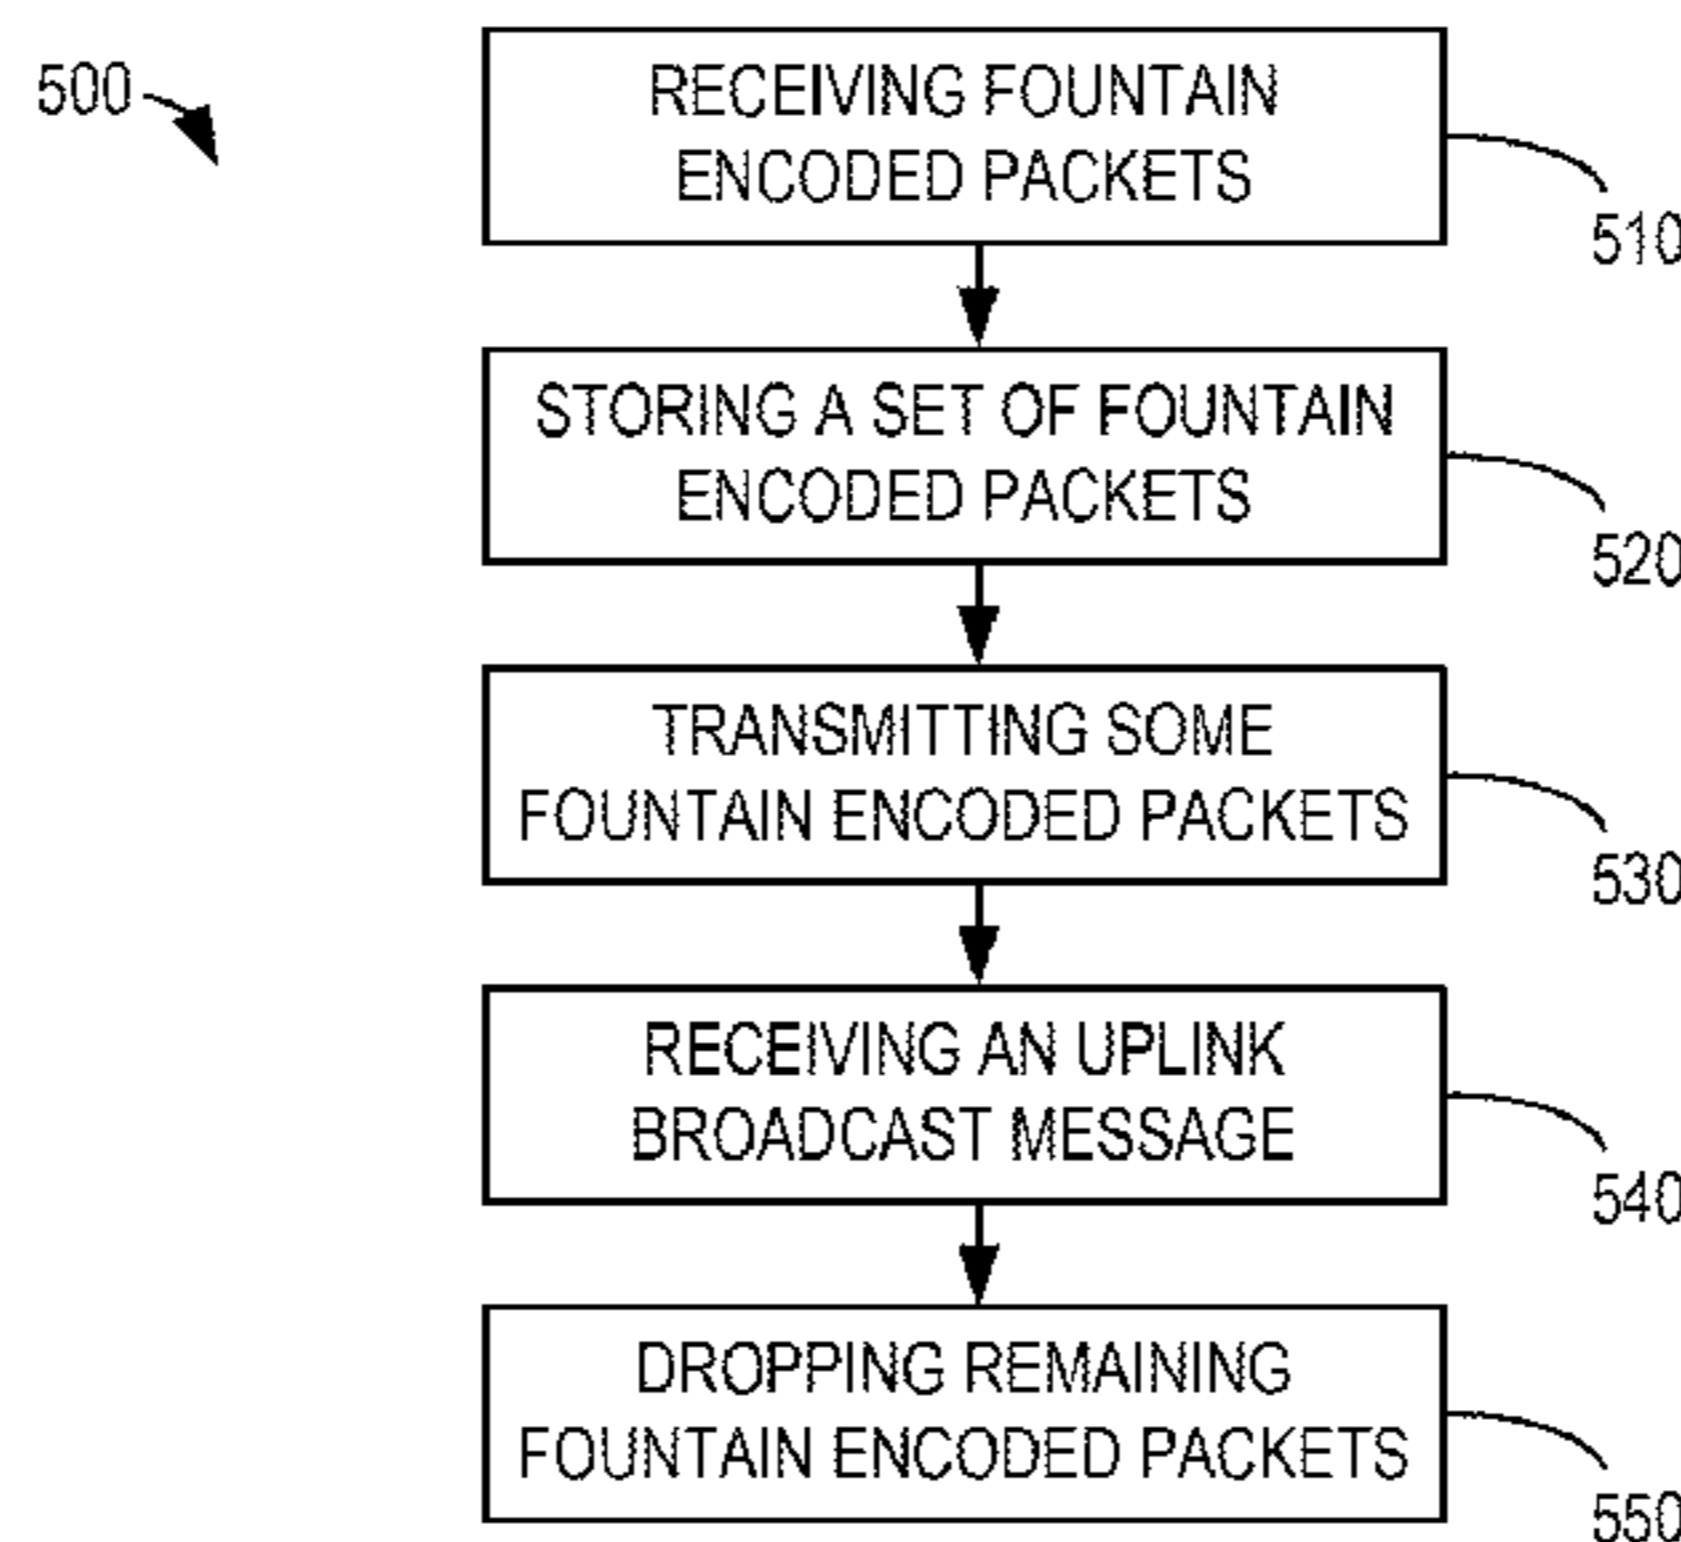 500
RECEIVING FOUNTAIN
ENCODED PACKETS
510
STORING A SET OF FOUNTAIN
ENCODED PACKETS
520
TRANSMITTING SOME
FOUNTAIN ENCODED PACKETS
530
RECEIVING AN UPLINK
BROADCAST MESSAGE
540
DROPPING REMAINING
FOUNTAIN ENCODED PACKETS
550